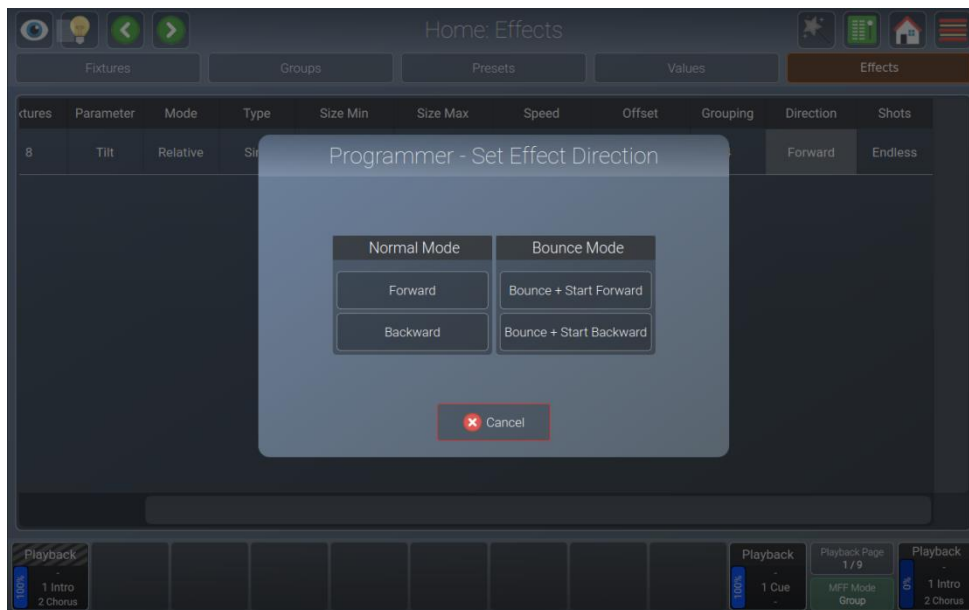 Home: Effects
Fixtures Groups Presets Values Effects
xtures Parameter Mode Type Size Min Size Max Speed Offset Grouping Direction Shots
8 Tilt Relative Sin Forward Endless
Programmer - Set Effect Direction
Normal Mode Bounce Mode
Forward Bounce + Start Forward
Backward Bounce + Start Backward
Cancel
Playback
-
100%
1 Intro
2 Chorus
Playback
-
100%
1 Cue
-
Playback Page
1/9
MFF Mode
Group
Playback
-
0%
1 Intro
2 Chorus